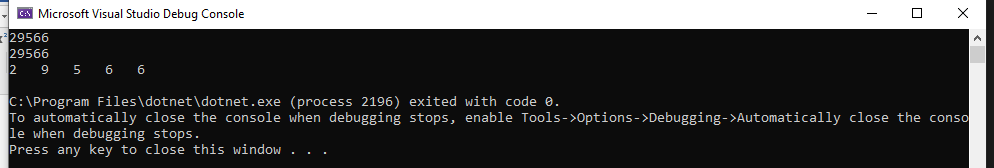 Microsoft Visual Studio Debug Console
29566
29566
2   9   5   6   6
C:\Program Files\dotnet\dotnet.exe (process 2196) exited with code 0.
To automatically close the console when debugging stops, enable Tools->Options->Debugging->Automatically close the conso
le when debugging stops.
Press any key to close this window . . .